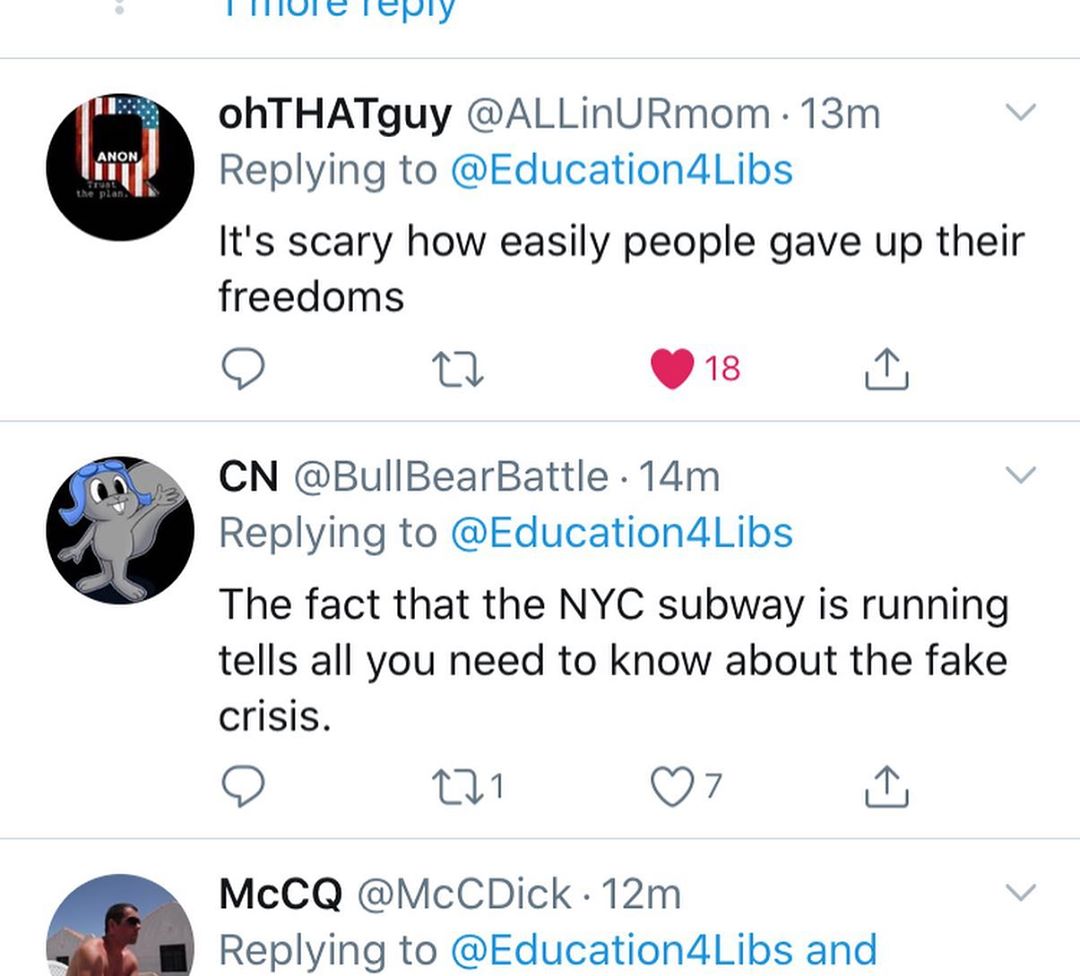 1 more reply
ohTHATguy @ALLinURmom · 13m
ANON
Trust
the plan.
Replying to @Education4Libs
It's scary how easily people gave up their
freedoms
18
CN @BullBearBattle · 14m
Replying to @Education4Libs
The fact that the NYC subway is running
tells all you need to know about the fake
crisis.
1 7
McCQ @McCDick · 12m
Replying to @Education4Libs and